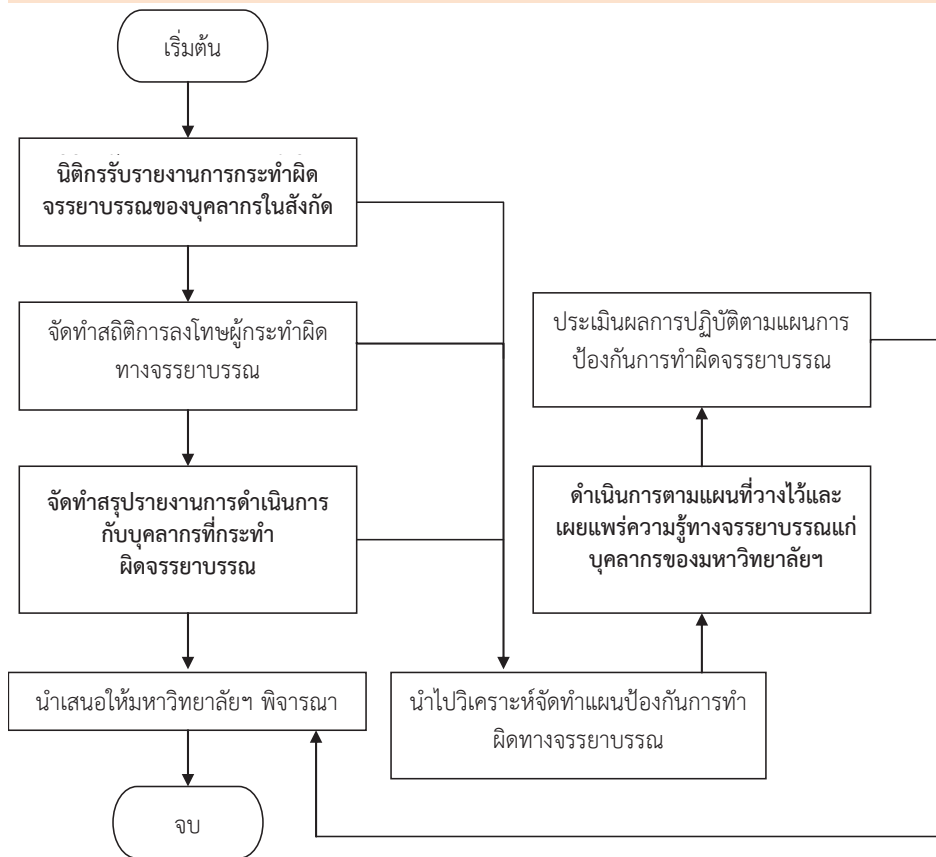 เริ่มต้น
นิติกรรับรายงานการกระทำผิด
จรรยาบรรณของบุคลากรในสังกัด
จัดทำสถิติการลงโทษผู้กระทำผิด
ทางจรรยาบรรณ
จัดทำสรุปรายงานการดำเนินการ
กับบุคลากรที่กระทำ
ผิดจรรยาบรรณ
นำเสนอให้มหาวิทยาลัยฯ พิจารณา
จบ
นำไปวิเคราะห์จัดทำแผนป้องกันการทำ
ผิดทางจรรยาบรรณ
ดำเนินการตามแผนที่วางไว้และ
เผยแพร่ความรู้ทางจรรยาบรรณแก่
บุคลากรของมหาวิทยาลัยฯ
ประเมินผลการปฏิบัติตามแผนการ
ป้องกันการทำผิดจรรยาบรรณ